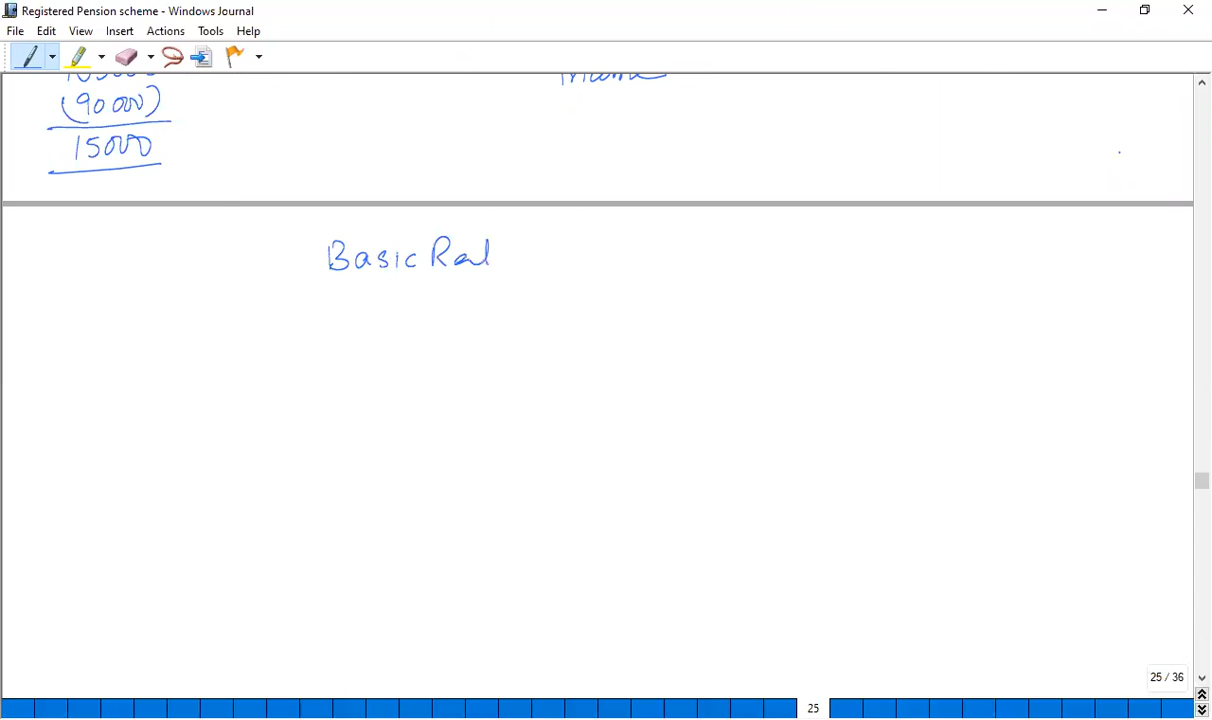 Registered Pension scheme - Windows Journal
File Edit View Insert Actions Tools Help
Income
(90 000)
15000
Basic Rat
25 / 36
25